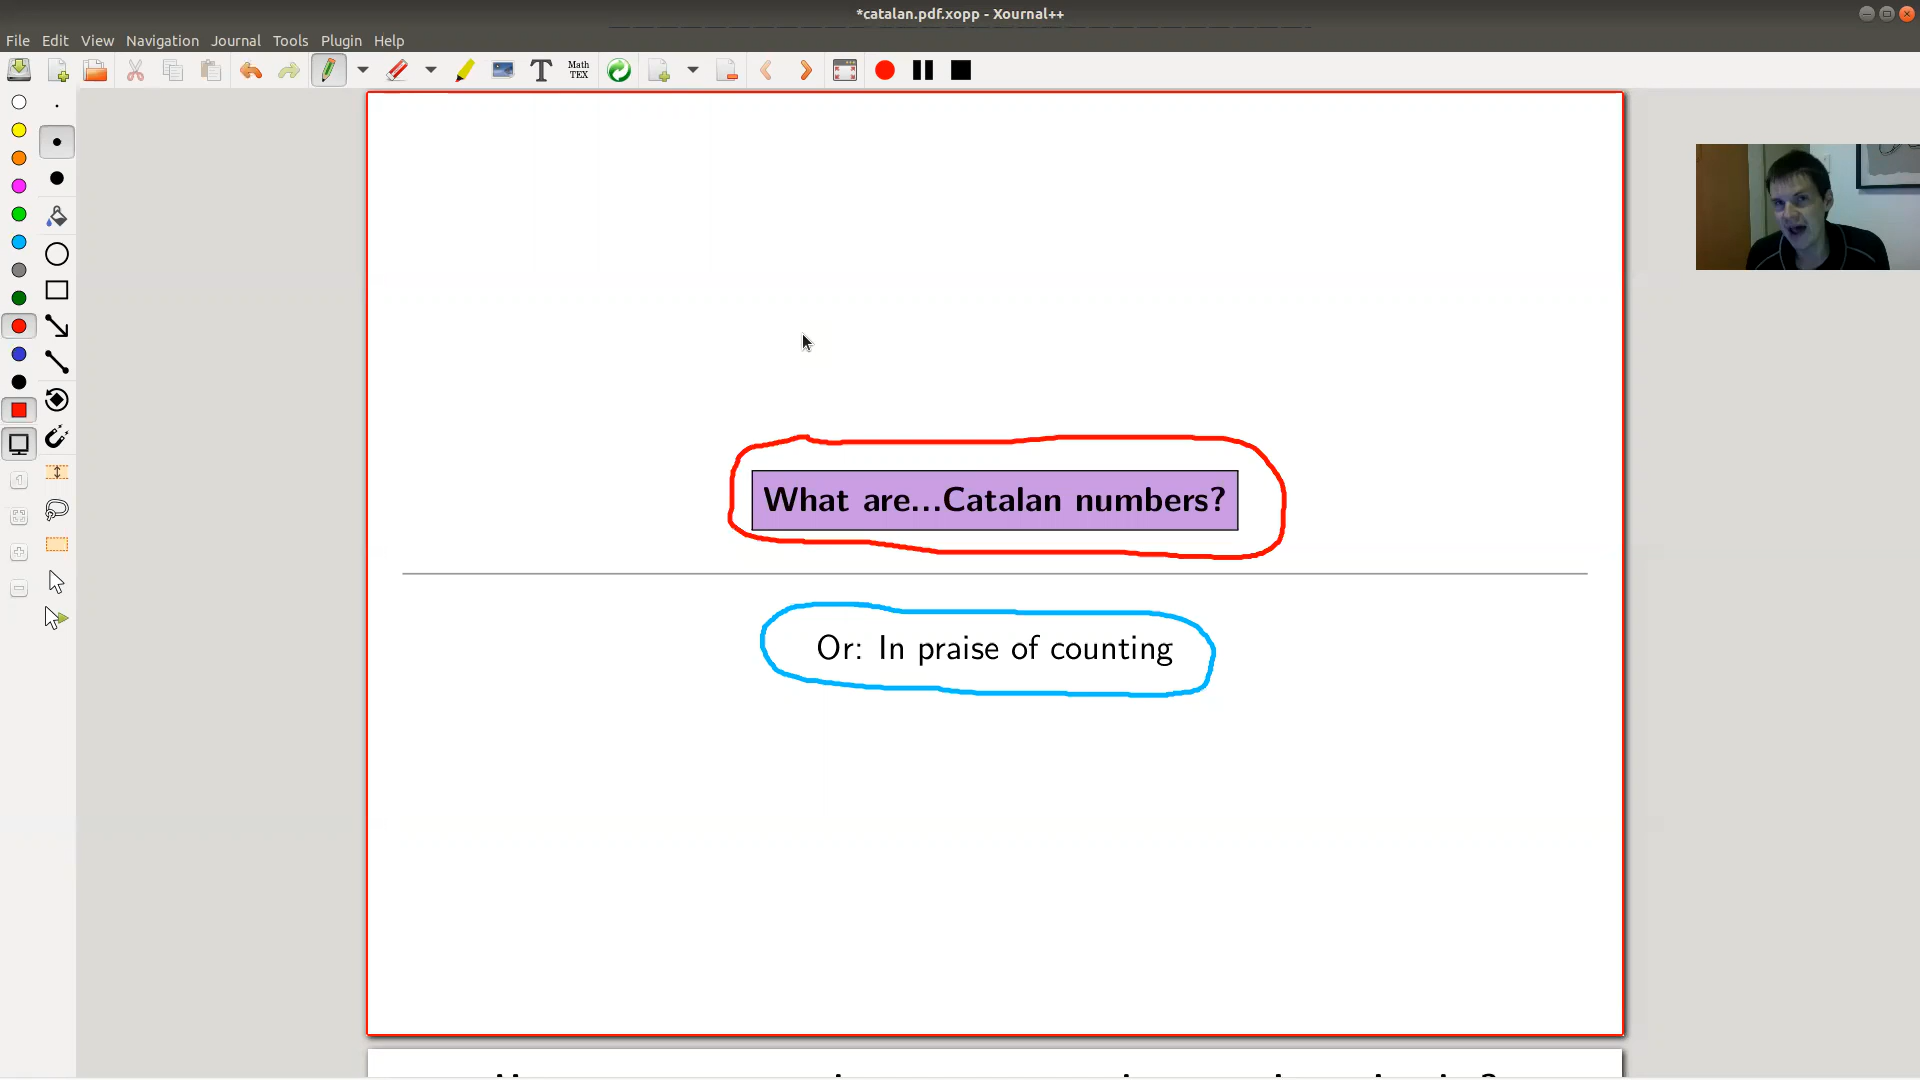 *catalan.pdf.xopp - Xournal++
File Edit View Navigation Journal Tools Plugin Help
T Math TEX
1
What are...Catalan numbers?
Or: In praise of counting